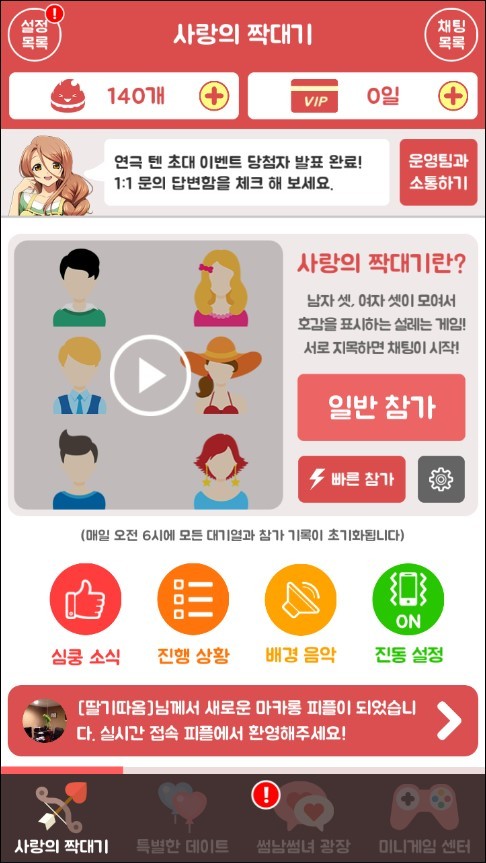 설정
목록
!
사랑의 짝대기
채팅
목록
140개
VIP
0일
연극 텐 초대 이벤트 당첨자 발표 완료!
1:1 문의 답변함을 체크 해 보세요.
운영팀과
소통하기
사랑의 짝대기란?
남자 셋, 여자 셋이 모여서
호감을 표시하는 설레는 게임!
서로 지목하면 채팅이 시작!
일반 참가
빠른 참가
(매일 오전 6시에 모든 대기열과 참가 기록이 초기화됩니다)
ON
심쿵 소식
진행 상황
배경 음악
진동 설정
[딸기따옴]님께서 새로운 마카롱 피플이 되었습니
다. 실시간 접속 피플에서 환영해주세요!
!
사랑의 짝대기
특별한 데이트
썸남썸녀 광장
미니게임 센터